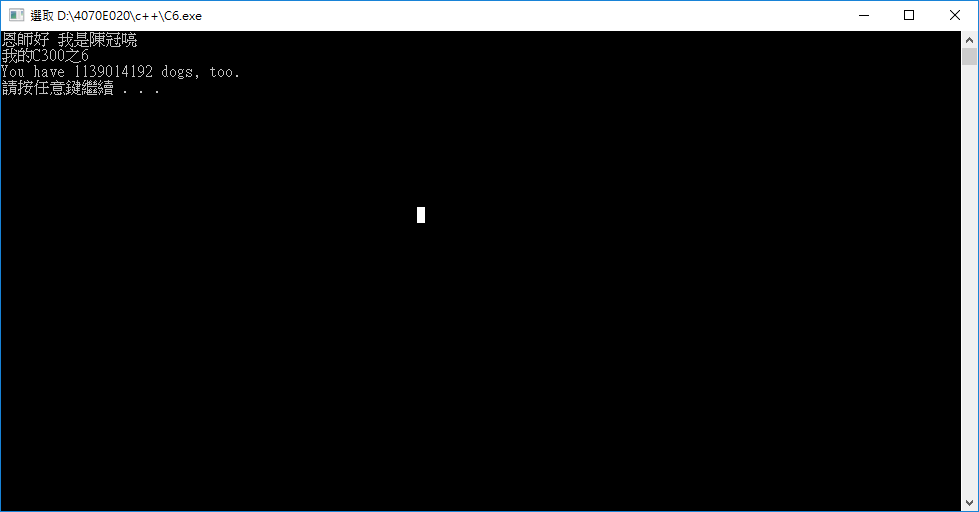 選取 D:\4070E020\c++\C6.exe
恩師好 我是陳冠喨
我的C300之6
You have 1139014192 dogs, too.
請按任意鍵繼續 . . .